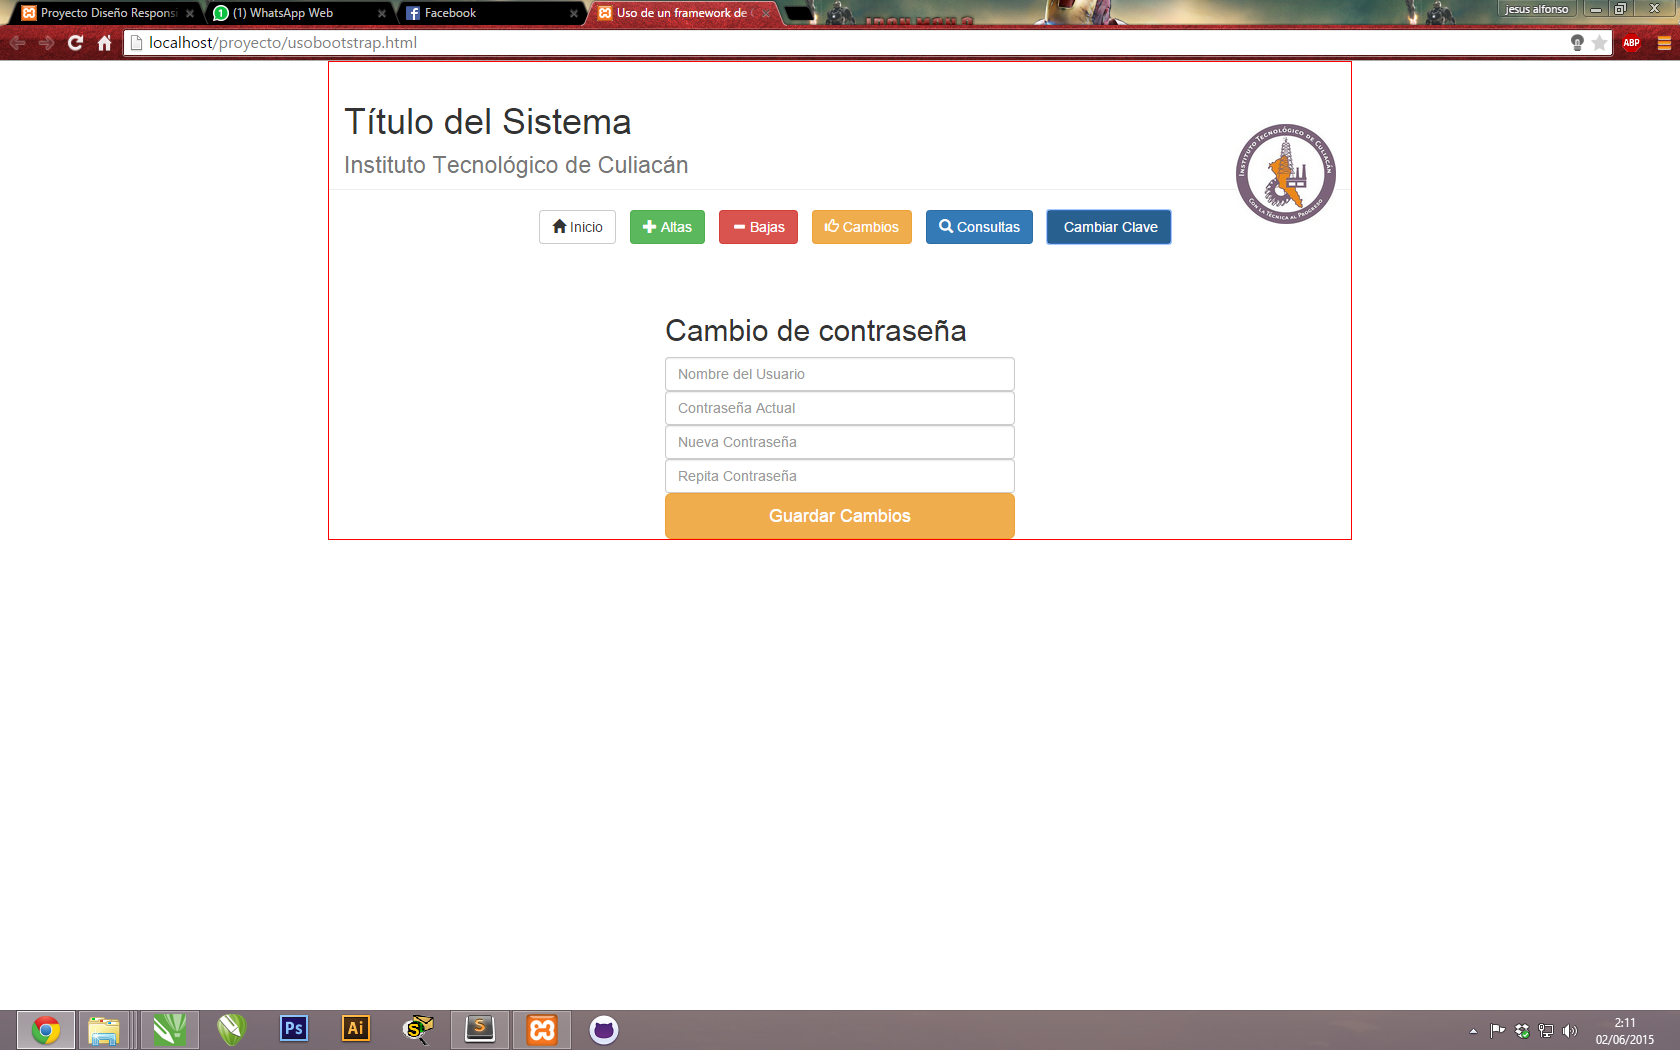 Proyecto Diseño Responsi
(1) WhatsApp Web
Facebook
Uso de un framework de
IRON MAN 3
jesus alfonso
localhost/proyecto/usobootstrap.html
ABP
Título del Sistema
Instituto Tecnológico de Culiacán
INSTITUTO TECNOLÓGICO DE CULIACÁN
CON LA TÉCNICA AL PROGRESO
Inicio
Altas
Bajas
Cambios
Consultas
Cambiar Clave
Cambio de contraseña
Nombre del Usuario
Contraseña Actual
Nueva Contraseña
Repita Contraseña
Guardar Cambios
Ps
Ai
S
S
2:11
02/06/2015